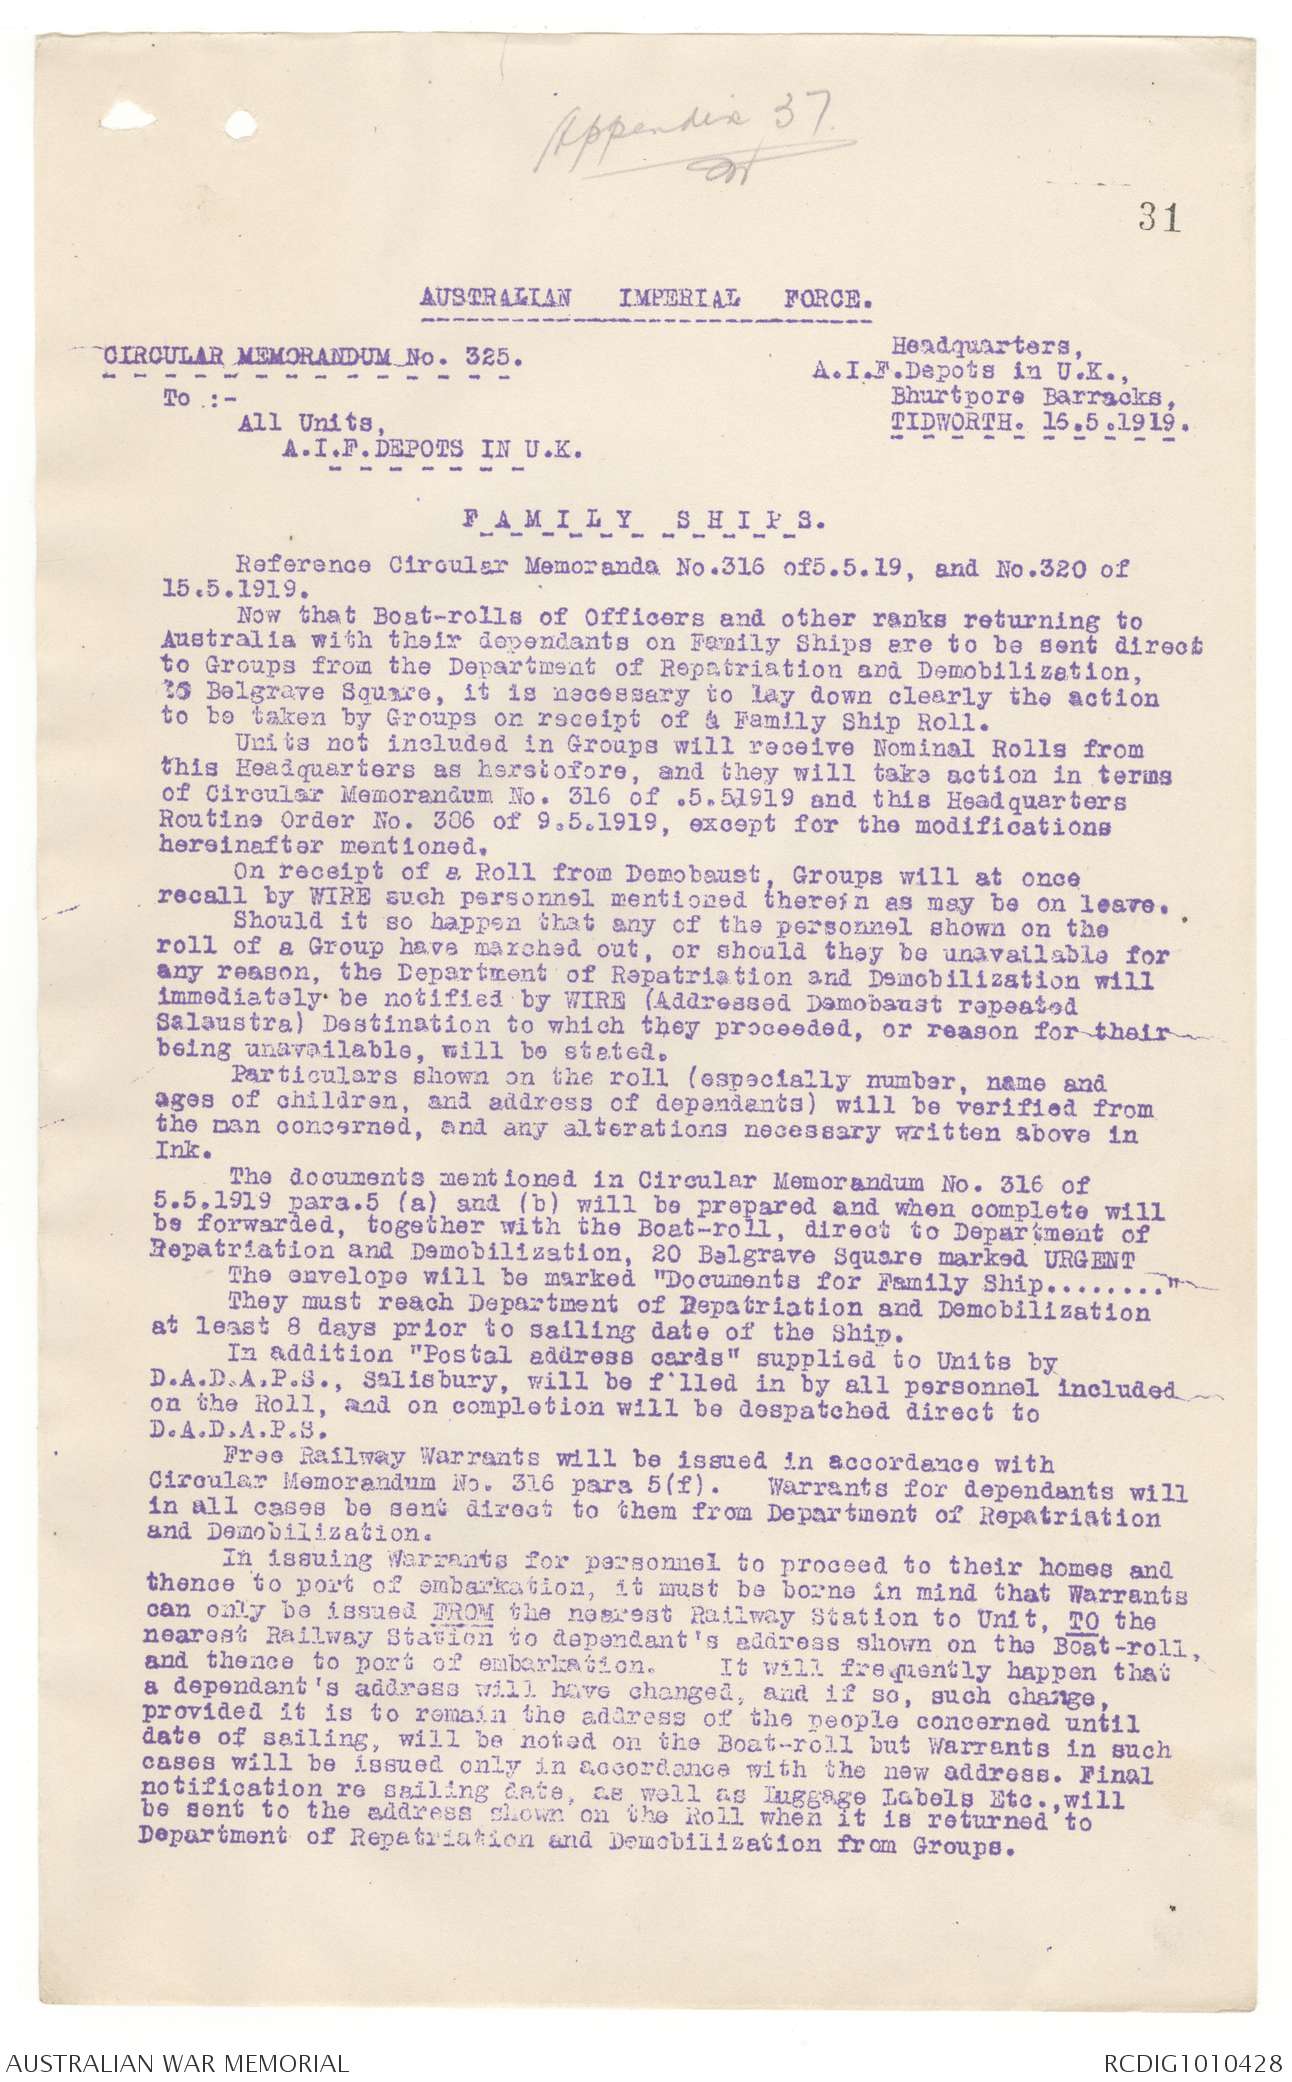 Appendix 37.
31
AUSTRALIAN IMPERIAL FORCE.
CIRCULAR MEMORANDUM No. 325.
Headquarters,
A.I.F.Depots in U.K.,
Bhurtpore Barracks,
TIDWORTH. 16.5.1919.
To :-
All Units,
A.I.F.DEPOTS IN U.K.
F A M I L Y S H I P S.
Reference Circular Memoranda No.316 of5.5.19, and No.320 of
15.5.1919.
Now that Boat-rolls of Officers and other ranks returning to
Australia with their dependants on Family Ships are to be sent direct
to Groups from the Department of Repatriation and Demobilization,
Belgrave Square, it is necessary to lay down clearly the action
to be taken by Groups on receipt of a Family Ship Roll.
Units not included in Groups will receive Nominal Rolls from
this Headquarters as heretofore, and they will take action in terms
of Circular Memorandum No. 316 of .5.5.1919 and this Headquarters
Routine Order No. 386 of 9.5.1919, except for the modifications
hereinafter mentioned.
On receipt of a Roll from Demobaust, Groups will at once
recall by WIRE such personnel mentioned therein as may be on leave.
Should it so happen that any of the personnel shown on the
roll of a Group have marched out, or should they be unavailable for
any reason, the Department of Repatriation and Demobilization will
immediately be notified by WIRE (Addressed Demobaust repeated
Salaustra) Destination to which they proceeded, or reason for their
being unavailable, will be stated.
Particulars shown on the roll (especially number, name and
ages of children, and address of dependants) will be verified from
the man concerned, and any alterations necessary written above in
Ink.
The documents mentioned in Circular Memorandum No. 316 of
5.5.1919 para.5 (a) and (b) will be prepared and when complete will
be forwarded, together with the Boat-roll, direct to Department of
Repatriation and Demobilization, 20 Belgrave Square marked URGENT
The envelope will be marked "Documents for Family Ship........"
They must reach Department of Repatriation and Demobilization
at least 8 days prior to sailing date of the Ship.
In addition "Postal address cards" supplied to Units by
D.A.D.A.P.S., Salisbury, will be f'lled in by all personnel included
on the Roll, and on completion will be despatched direct to
D.A.D.A.P.S.
Free Railway Warrants will be issued in accordance with
Circular Memorandum No. 316 para 5(f). Warrants for dependants will
in all cases be sent direct to them from Department of Repatriation
and Demobilization.
In issuing Warrants for personnel to proceed to their homes and
thence to port of embarkation, it must be borne in mind that Warrants
can only be issued FROM the nearest Railway Station to Unit, TO the
nearest Railway Station to dependant's address shown on the Boat-roll,
and thence to port of embarkation. It will frequently happen that
a dependant's address will have changed, and if so, such change,
provided it is to remain the address of the people concerned until
date of sailing, will be noted on the Boat-roll but Warrants in such
cases will be issued only in accordance with the new address. Final
notification re sailing date, as well as Luggage Labels Etc.,will
be sent to the address shown on the Roll when it is returned to
Department of Repatriation and Demobilization from Groups.
AUSTRALIAN WAR MEMORIAL
RCDIG1010428